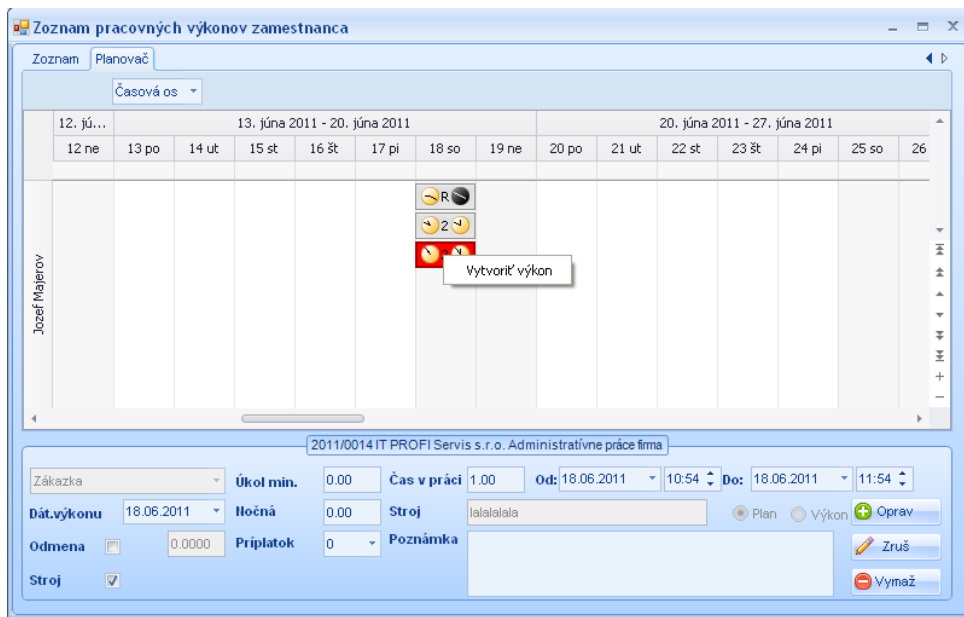 Zoznam pracovných výkonov zamestnanca
Zoznam Planovač
Časová os
12. jú... 13. júna 2011 - 20. júna 2011 20. júna 2011 - 27. júna 2011
12 ne 13 po 14 ut 15 st 16 št 17 pi 18 so 19 ne 20 po 21 ut 22 st 23 št 24 pi 25 so 26
Jozef Majerov
R
2
Vytvoriť výkon
2011/0014 IT PROFI Servis s.r.o. Administratívne práce firma
Zákazka Úkol min. 0.00 Čas v práci 1.00 Od: 18.06.2011 10:54 Do: 18.06.2011 11:54
Dát.výkonu 18.06.2011 Nočná 0.00 Stroj lalalalala Plan Výkon Oprav
Odmena 0.0000 Príplatok 0 Poznámka Zruš
Stroj Vymaž